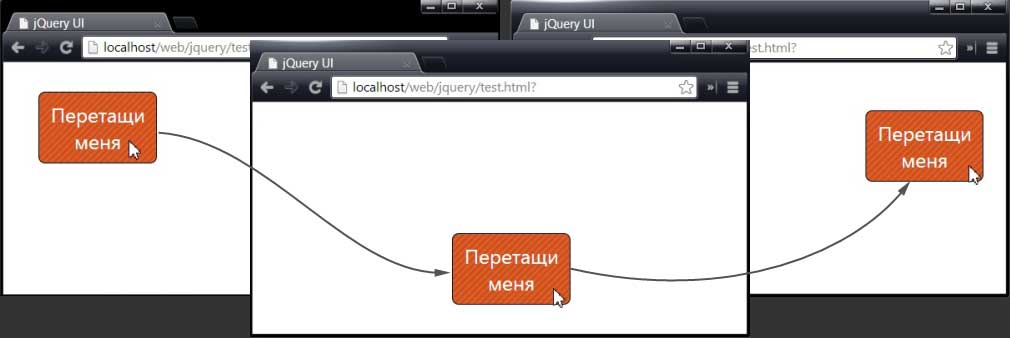 jQuery UI
localhost/web/jquery/test
Перетащи
меня
jQuery UI
localhost/web/jquery/test.html?
Перетащи
меня
jQuery UI
est.html?
Перетащи
меня